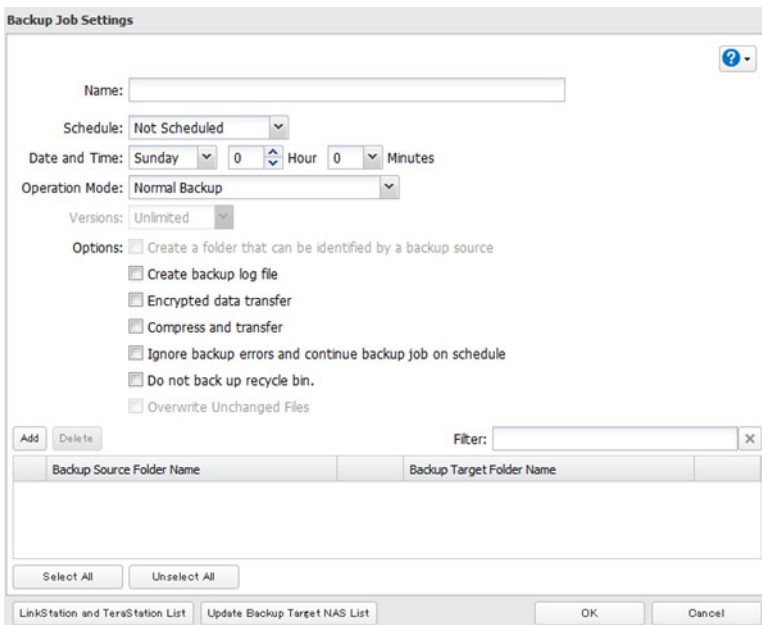 Backup Job Settings
?
Name:
Schedule: Not Scheduled
Date and Time: Sunday 0 Hour 0 Minutes
Operation Mode: Normal Backup
Versions: Unlimited
Options: Create a folder that can be identified by a backup source
Create backup log file
Encrypted data transfer
Compress and transfer
Ignore backup errors and continue backup job on schedule
Do not back up recycle bin.
Overwrite Unchanged Files
Add Delete Filter:
Backup Source Folder Name Backup Target Folder Name
Select All Unselect All
LinkStation and TeraStation List Update Backup Target NAS List OK Cancel